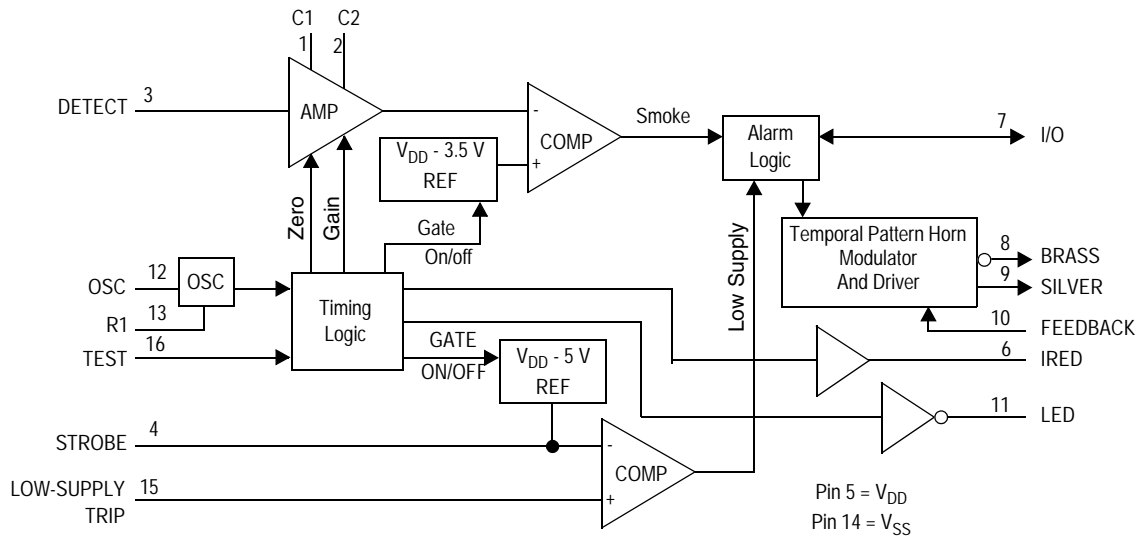 C1 C2
1 2
DETECT 3
AMP
-
+
COMP
Smoke
Alarm
Logic
7
I/O
V_DD - 3.5 V
REF
Zero
Gain
Gate
On/off
Low Supply
Temporal Pattern Horn
Modulator
And Driver
8
BRASS
9
SILVER
10
FEEDBACK
OSC 12
OSC
R1 13
TEST 16
Timing
Logic
GATE
ON/OFF
V_DD - 5 V
REF
6
IRED
11
LED
STROBE 4
-
+
COMP
LOW-SUPPLY 15
TRIP
Pin 5 = V_DD
Pin 14 = V_SS